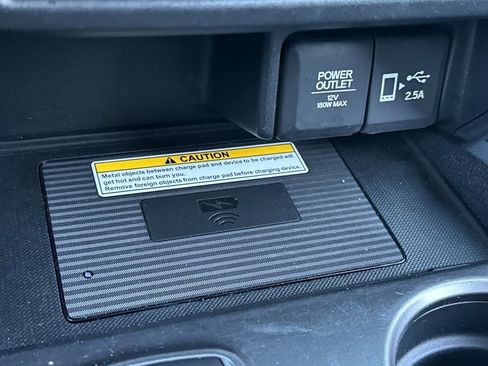 POWER
OUTLET
12V
180W MAX
2.5A
CAUTION
Metal objects between charge pad and device to be charged will
get hot and can burn you.
Remove foreign objects from charge pad before charging device.